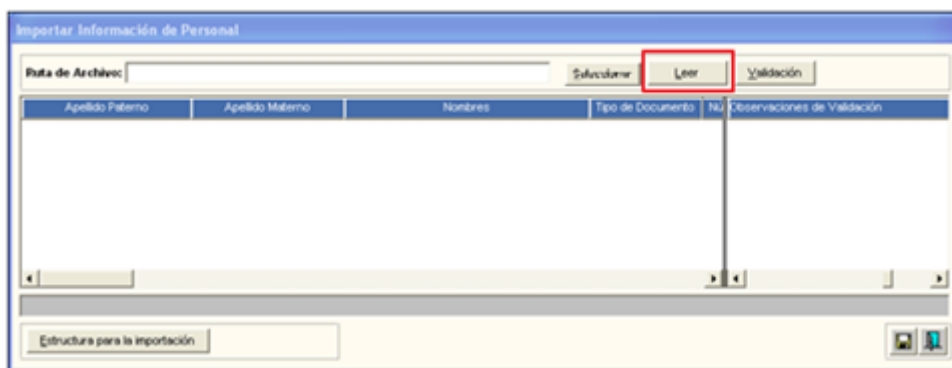 Importar Información de Personal
Ruta de Archivo: Seleccionar Leer Validación
Apellido Paterno Apellido Materno Nombres Tipo de Documento Nú Observaciones de Validación
Estructura para la importación